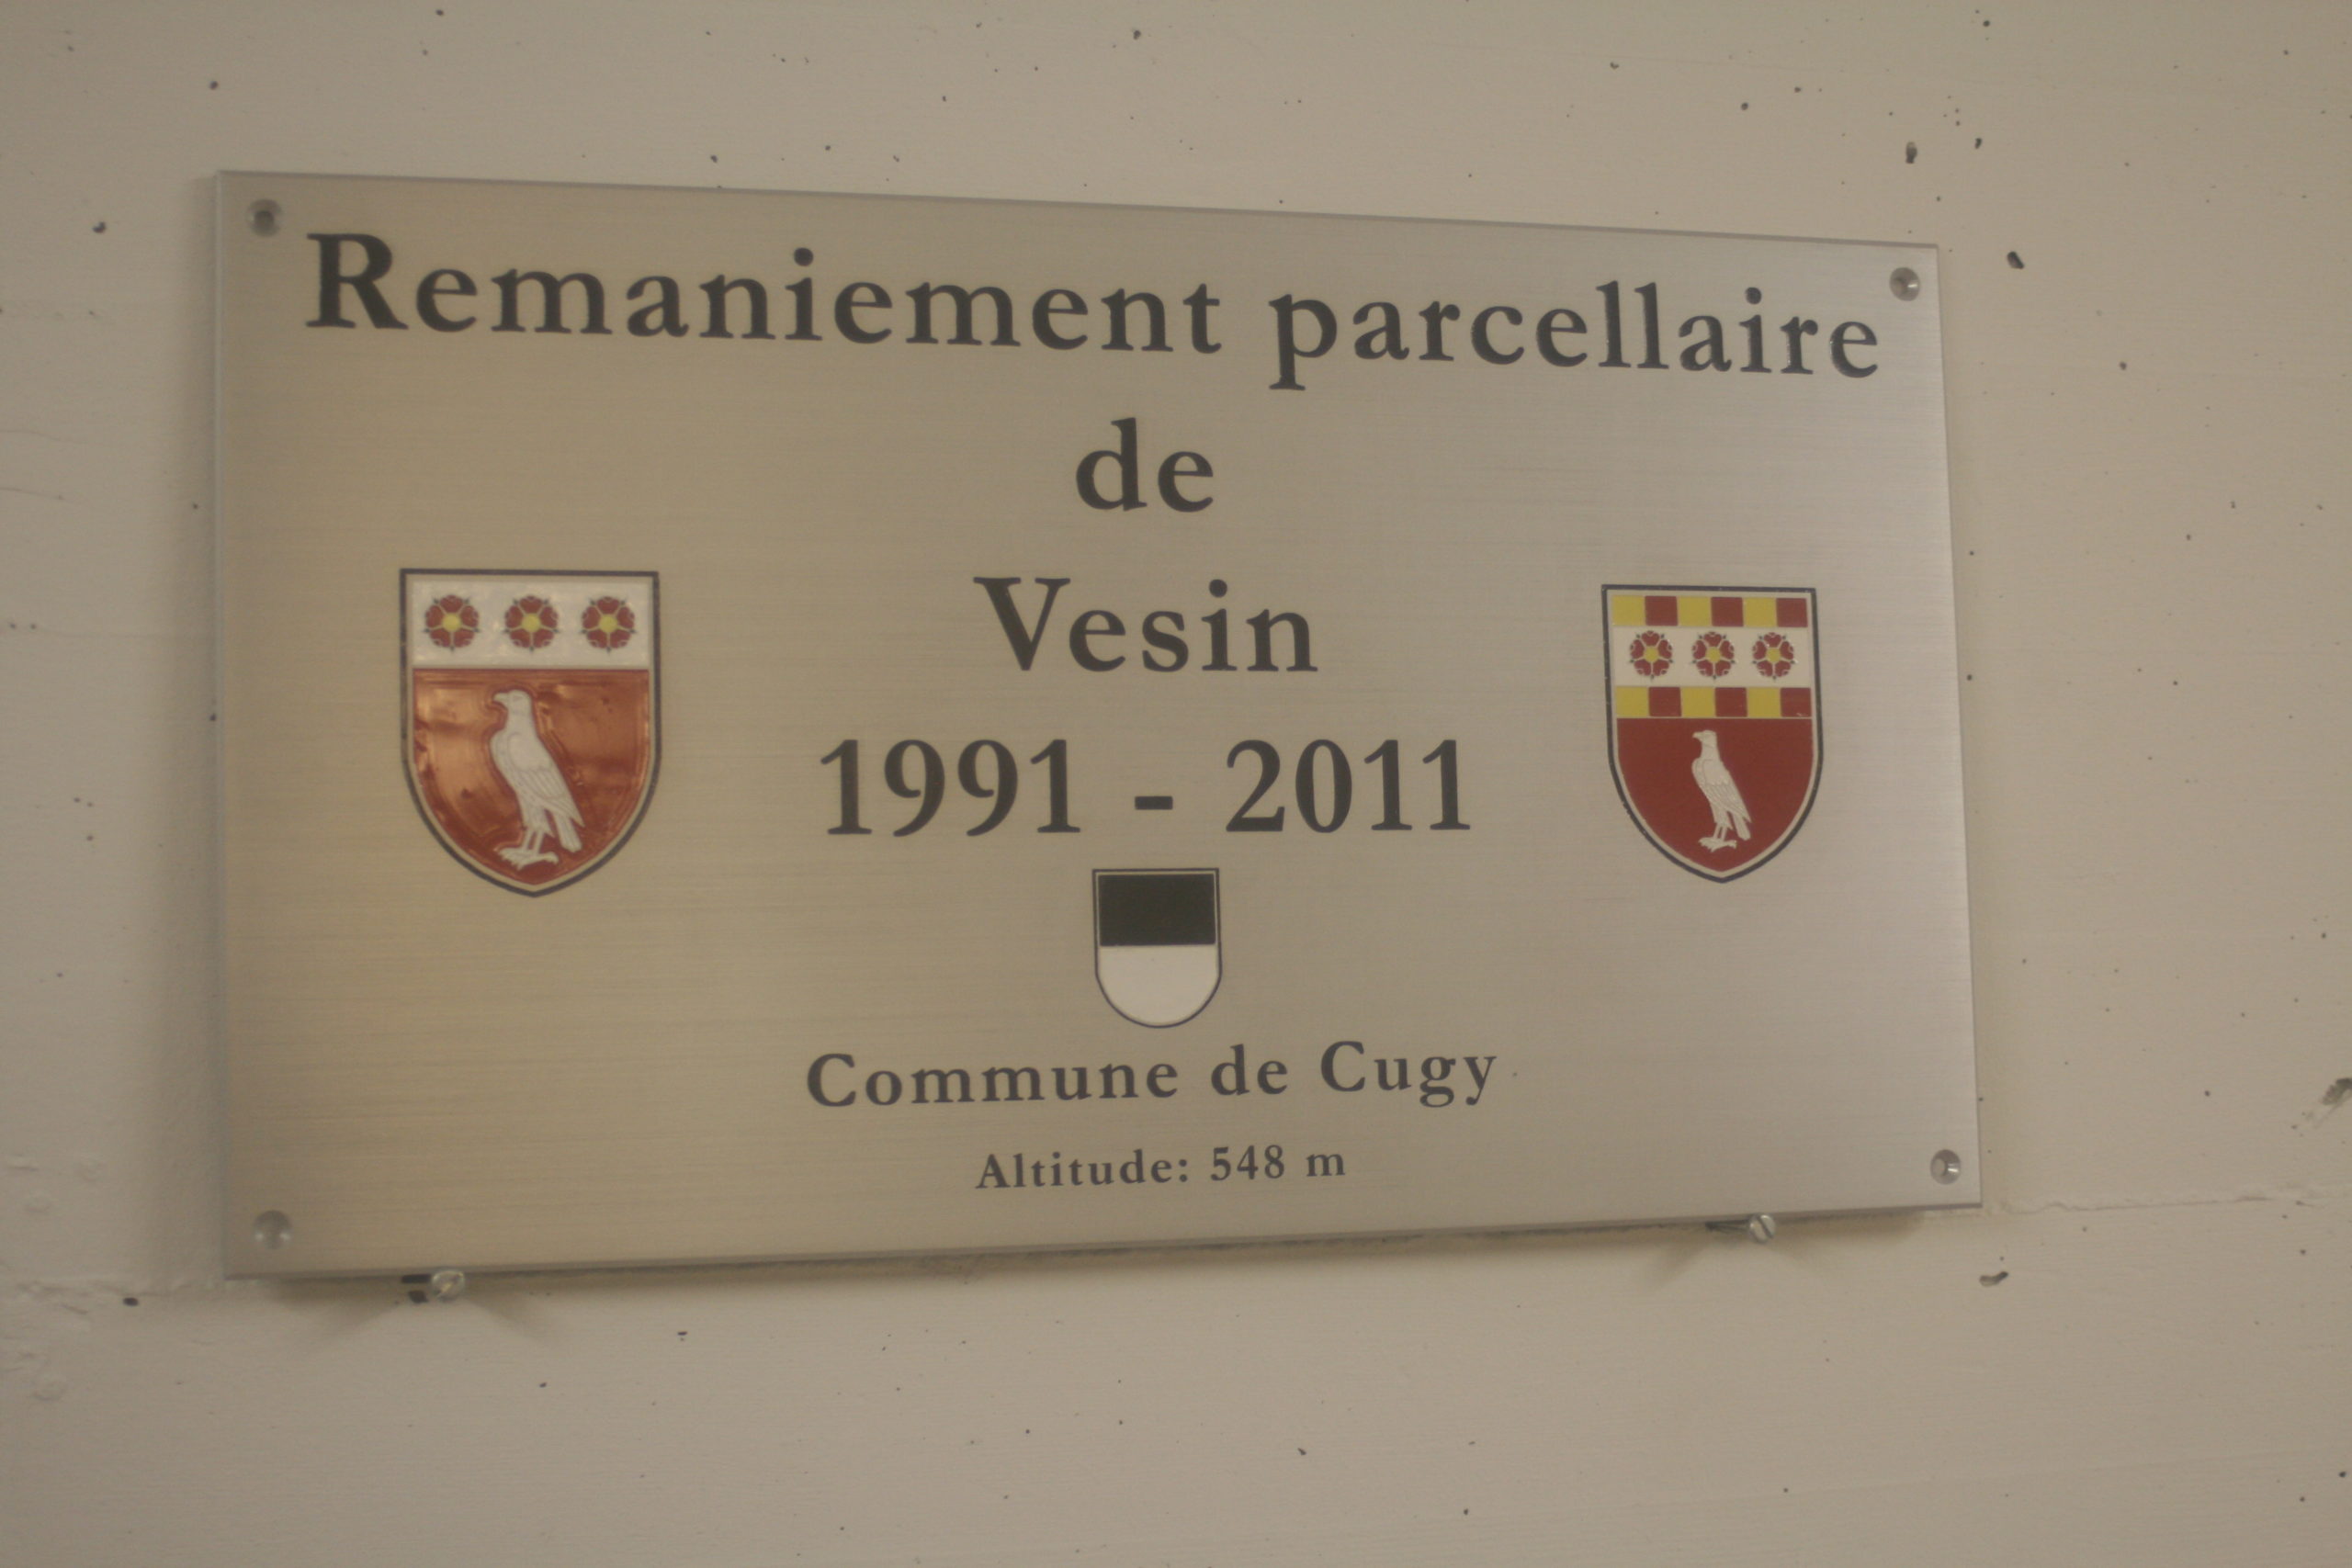 Remaniement parcellaire
de
Vesin
1991 - 2011
Commune de Cugy
Altitude: 548 m